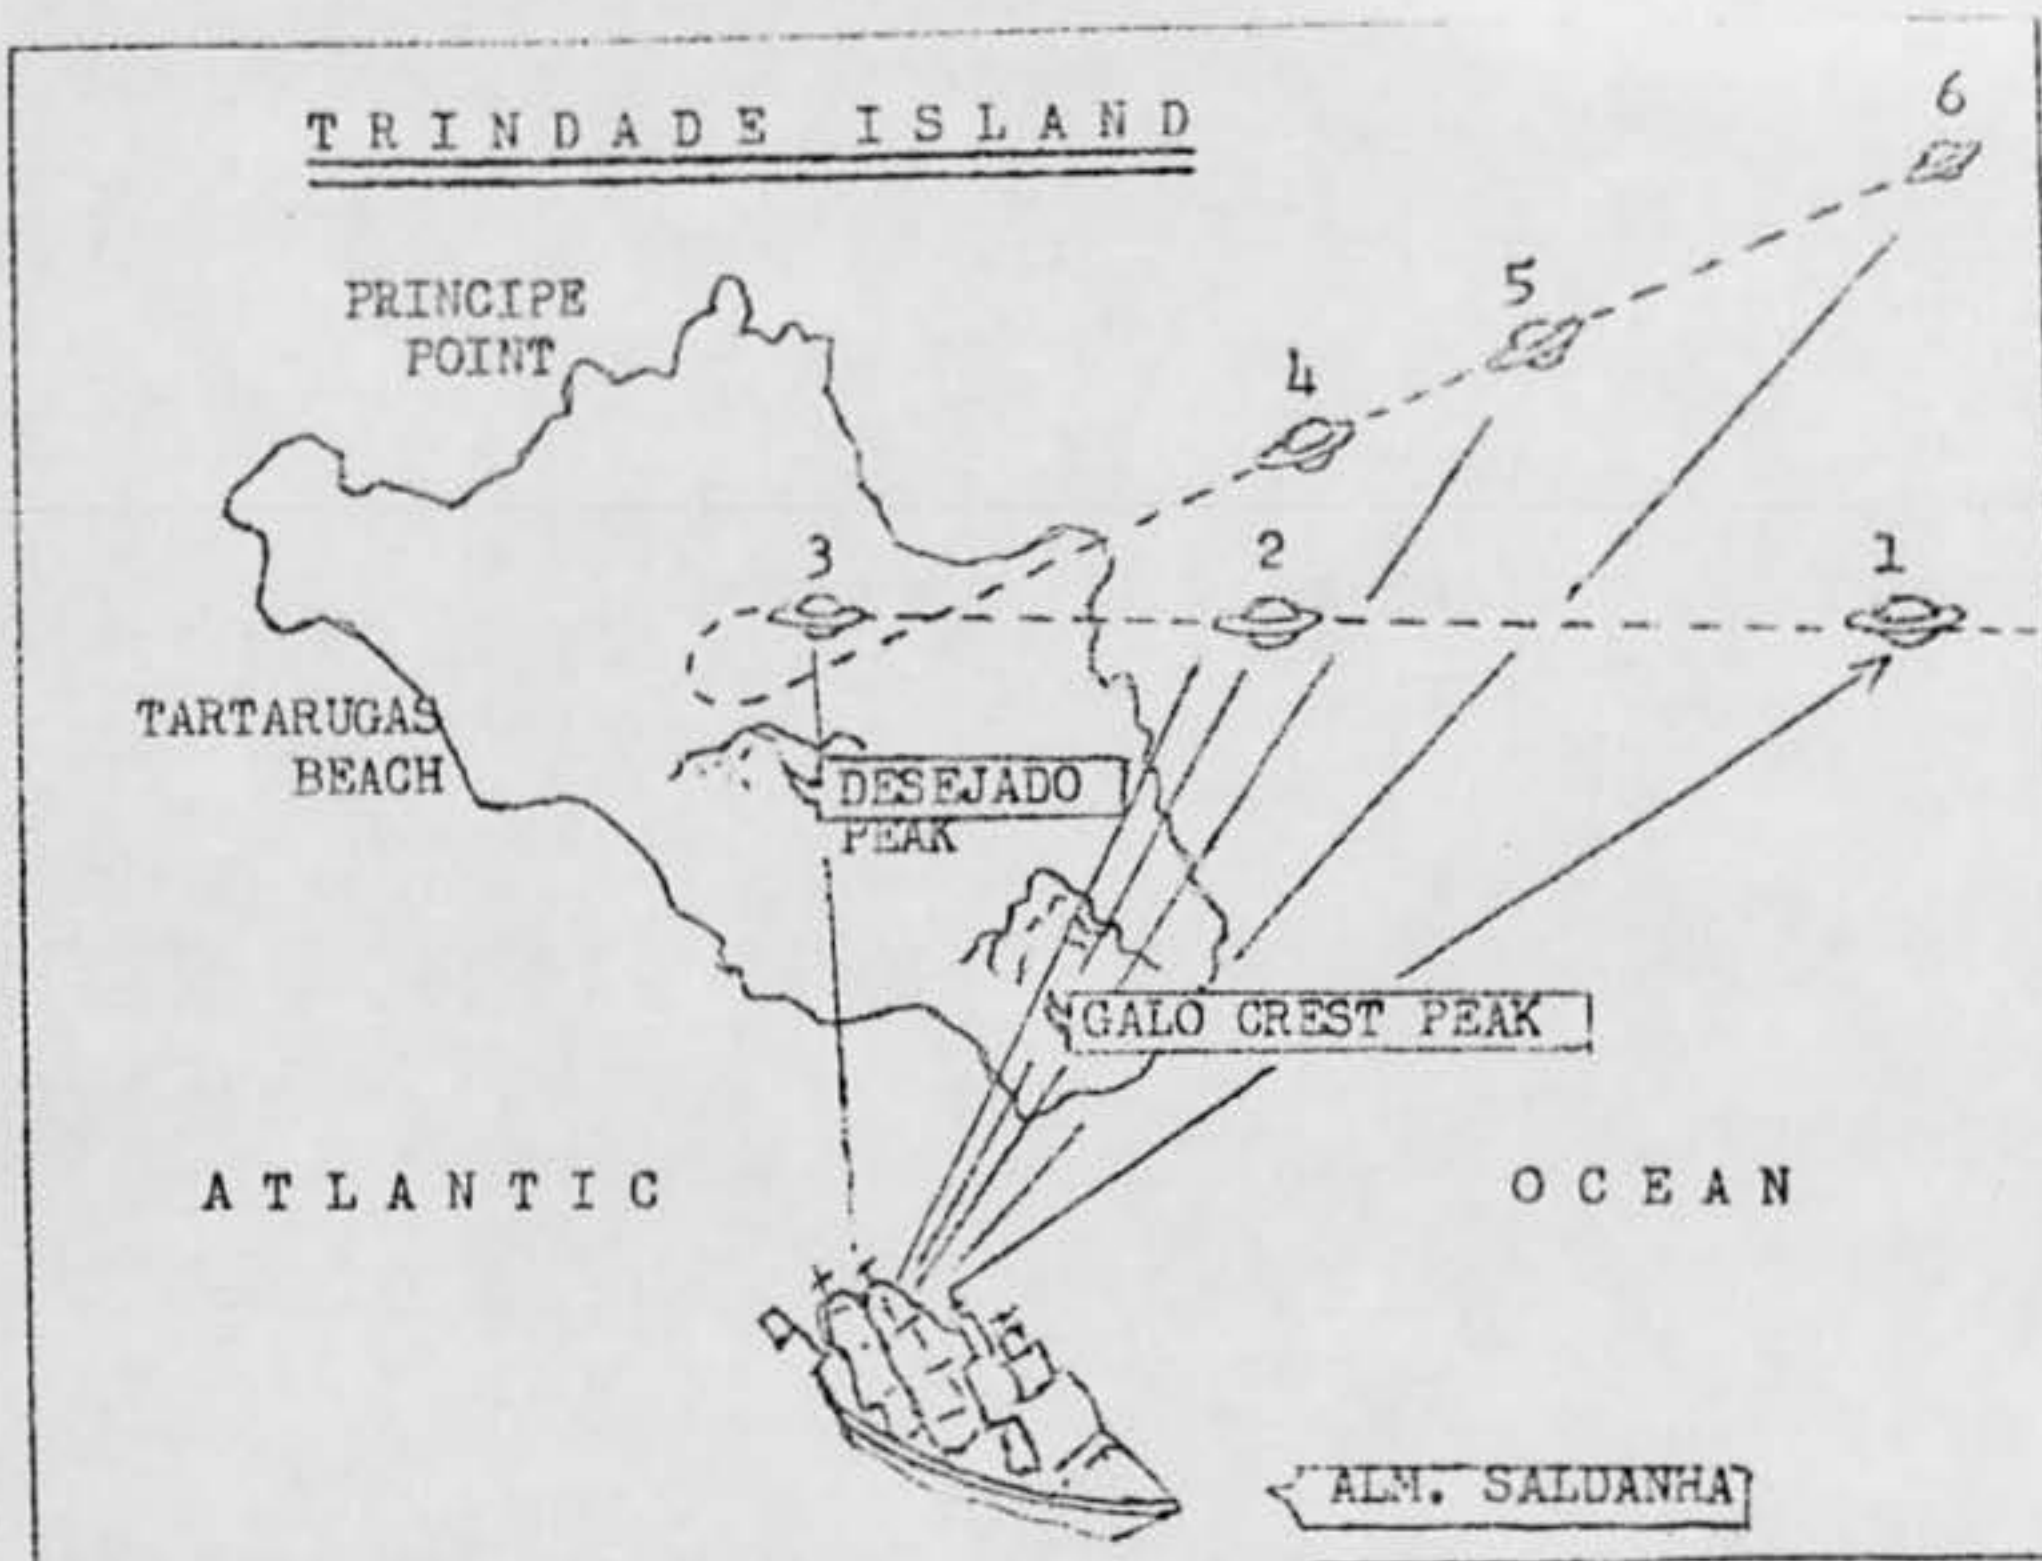 TRINDADE ISLAND
6
PRINCIPE
POINT
5
4
3
2
1
TARTARUGAS
BEACH
DESEJADO
PEAK
GALO CREST PEAK
ATLANTIC
OCEAN
ALM. SALDANHA